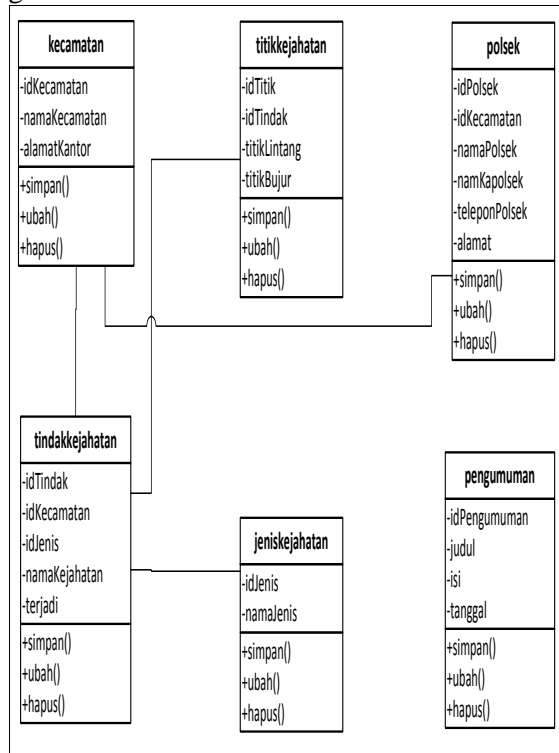 kecamatan
-idKecamatan
-namaKecamatan
-alamatKantor
+simpan()
+ubah()
+hapus()
titikkejahatan
-idTitik
-idTindak
-titikLintang
-titikBujur
+simpan()
+ubah()
+hapus()
polsek
-idPolsek
-idKecamatan
-namaPolsek
-namKapolsek
-teleponPolsek
-alamat
+simpan()
+ubah()
+hapus()
tindakkejahatan
-idTindak
-idKecamatan
-idJenis
-namaKejahatan
-terjadi
+simpan()
+ubah()
+hapus()
jeniskejahatan
-idJenis
-namaJenis
+simpan()
+ubah()
+hapus()
pengumuman
-idPengumuman
-judul
-isi
-tanggal
+simpan()
+ubah()
+hapus()